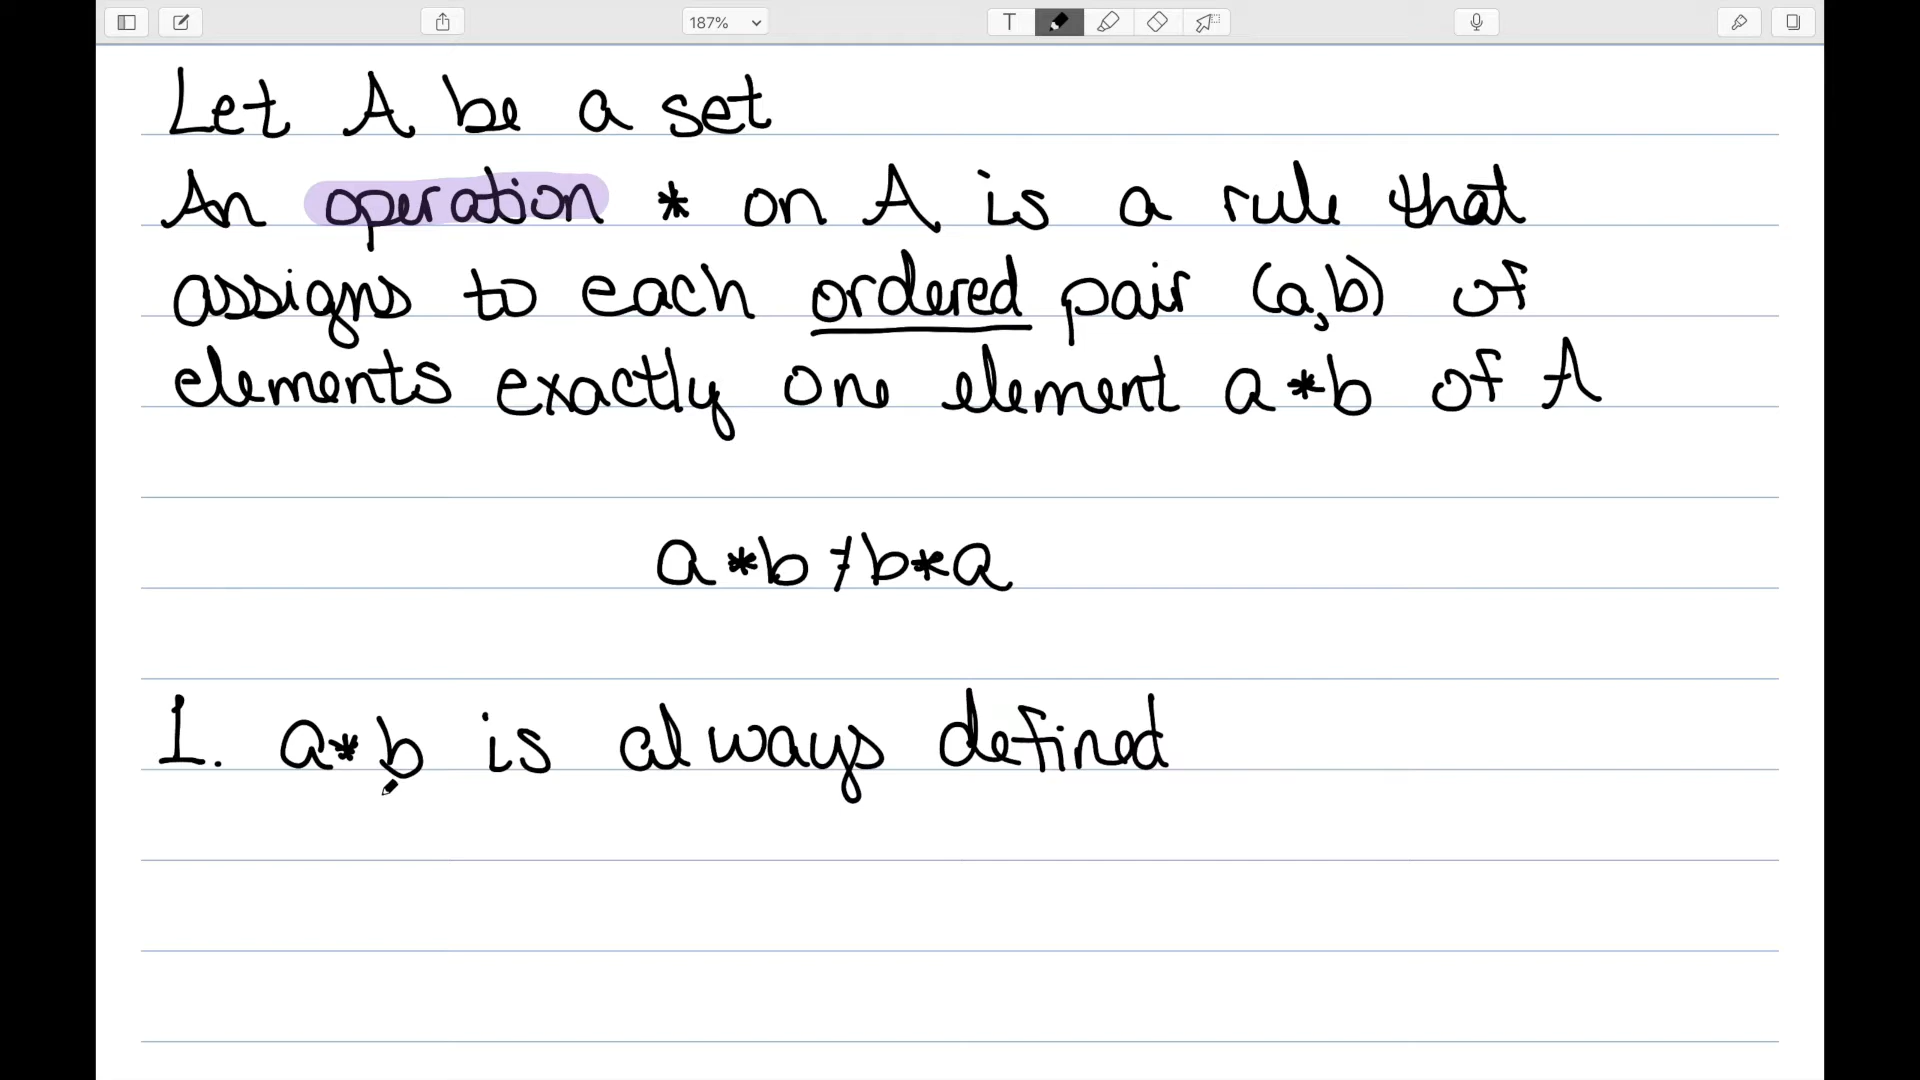 187%
T
Let A be a set
An operation * on A is a rule that
assigns to each ordered pair (a,b) of
elements exactly one element a*b of A
a*b≠b*a
1. a*b is always defined